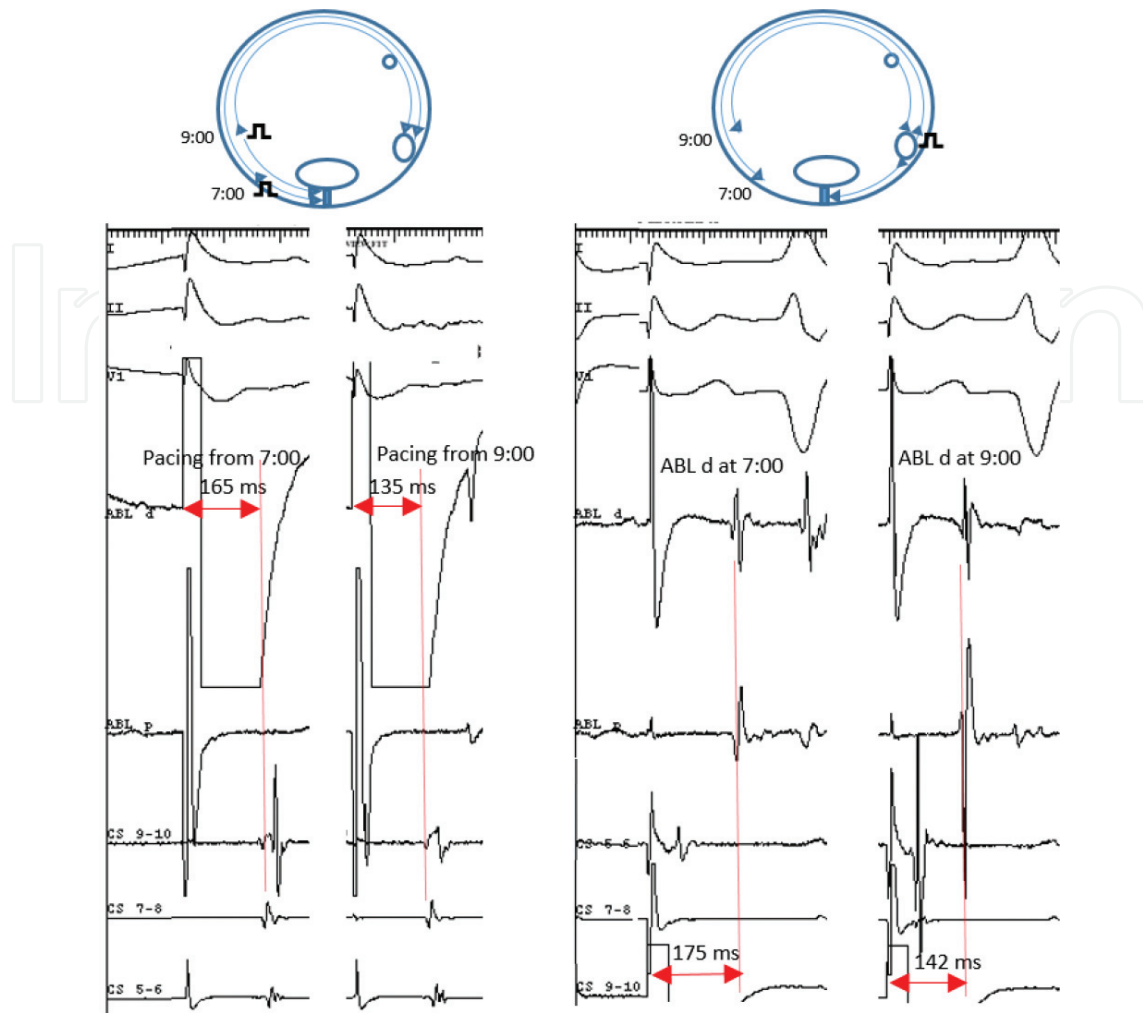 9:00
7:00
9:00
7:00
I
II
V1
Pacing from 7:00
165 ms
ABL d
ABL p
CS 9-10
CS 7-8
CS 5-6
Pacing from 9:00
135 ms
I
II
V1
ABL d at 7:00
ABL d
ABL p
CS 5-6
CS 7-8
CS 9-10
175 ms
ABL d at 9:00
142 ms